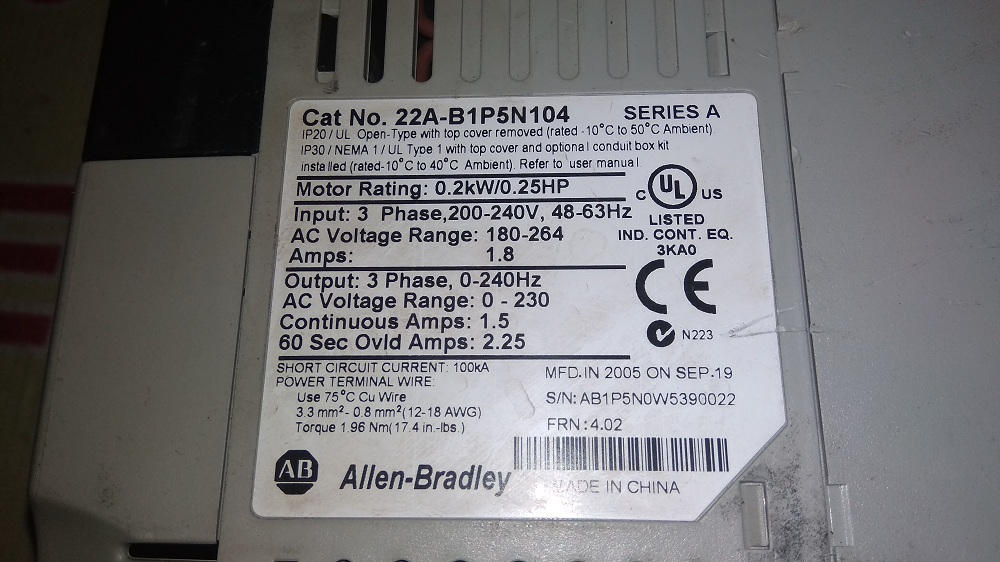 Cat No. 22A-B1P5N104 SERIES A
IP20 / UL Open-Type with top cover removed (rated -10°C to 50°C Ambient).
IP30 / NEMA 1 / UL Type 1 with top cover and optional conduit box kit
installed (rated-10°C to 40°C Ambient). Refer to user manual
Motor Rating: 0.2kW/0.25HP
Input: 3 Phase,200-240V, 48-63Hz
AC Voltage Range: 180-264
Amps: 1.8
C UL US
LISTED
IND. CONT. EQ.
3KA0
Output: 3 Phase, 0-240Hz
AC Voltage Range: 0 - 230
Continuous Amps: 1.5
60 Sec Ovld Amps: 2.25
CE
N223
SHORT CIRCUIT CURRENT: 100kA
POWER TERMINAL WIRE:
Use 75°C Cu Wire
3.3 mm²- 0.8 mm²(12-18 AWG)
Torque 1.96 Nm(17.4 in.-lbs.)
MFD.IN 2005 ON SEP-19
S/N: AB1P5N0W5390022
FRN:4.02
AB Allen-Bradley
MADE IN CHINA